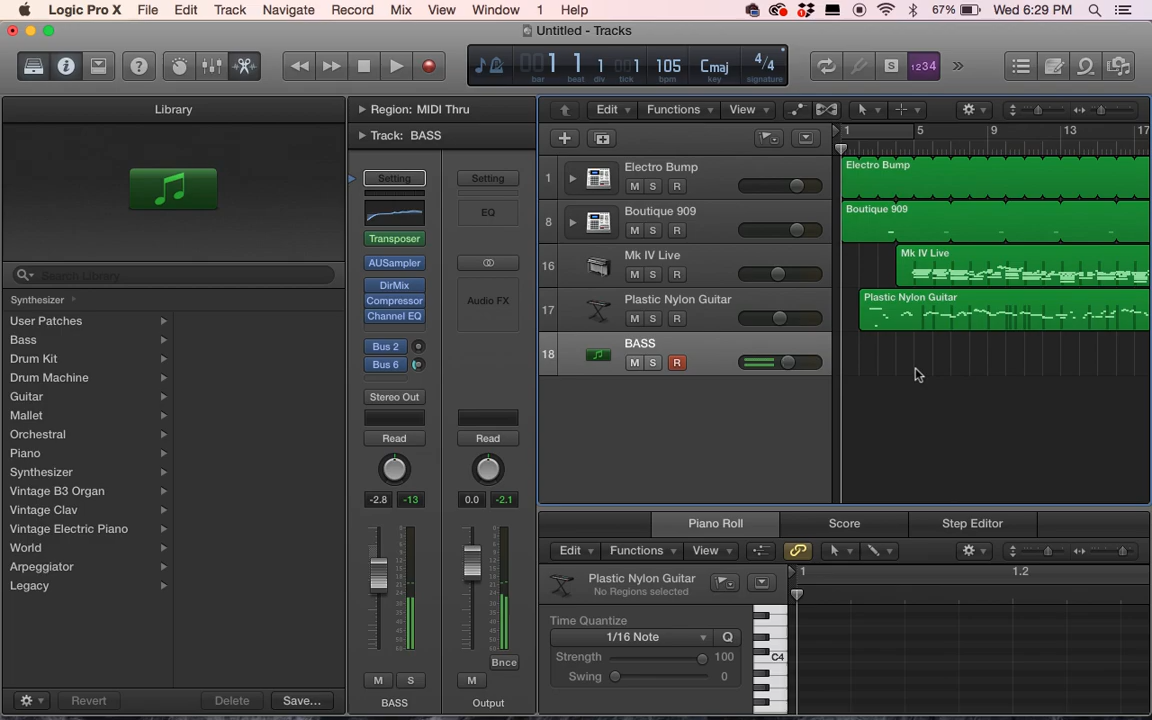 Logic Pro X File Edit Track Navigate Record Mix View Window 1 Help 67% Wed 6:29 PM
Untitled - Tracks
1 1 1 1 105 Cmaj 4/4
bar beat div tick bpm key signature
S 1234
Library
Region: MIDI Thru
Track: BASS
Edit Functions View
1 5 9 13 17
Search Library
Synthesizer
User Patches
Bass
Drum Kit
Drum Machine
Guitar
Mallet
Orchestral
Piano
Synthesizer
Vintage B3 Organ
Vintage Clav
Vintage Electric Piano
World
Arpeggiator
Legacy
Revert Delete Save...
Setting Setting
EQ
Transposer
AUSampler
DirMix
Compressor Audio FX
Channel EQ
Bus 2
Bus 6
Stereo Out
Read Read
-2.8 -13 0.0 -2.1
Bnce
M S M
BASS Output
1 Electro Bump
M S R
Electro Bump
8 Boutique 909
M S R
Boutique 909
16 Mk IV Live
M S R
Mk IV Live
17 Plastic Nylon Guitar
M S R
Plastic Nylon Guitar
18 BASS
M S R
Piano Roll Score Step Editor
Edit Functions View
Plastic Nylon Guitar
No Regions selected
1 1.2
Time Quantize
1/16 Note Q
Strength 100
Swing 0
C4